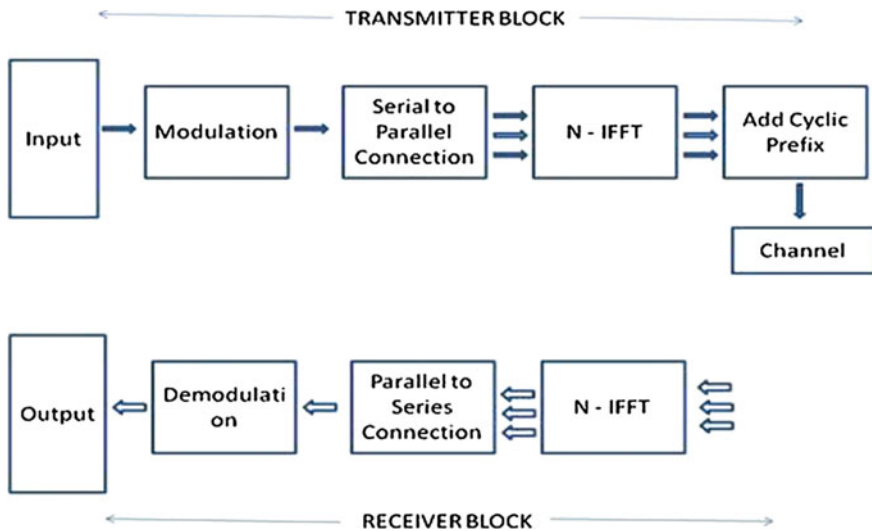 TRANSMITTER BLOCK
Input
Modulation
Serial to
Parallel
Connection
N - IFFT
Add Cyclic
Prefix
Channel
Output
Demodulati
on
Parallel to
Series
Connection
N - IFFT
RECEIVER BLOCK